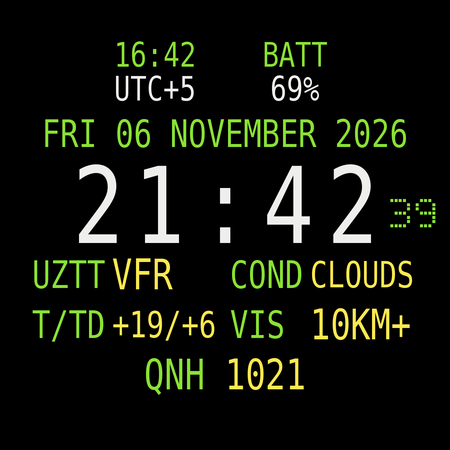 16:42 BATT
UTC+5 69%
FRI 06 NOVEMBER 2026
21:42 39
UZTT VFR COND CLOUDS
T/TD +19/+6 VIS 10KM+
QNH 1021